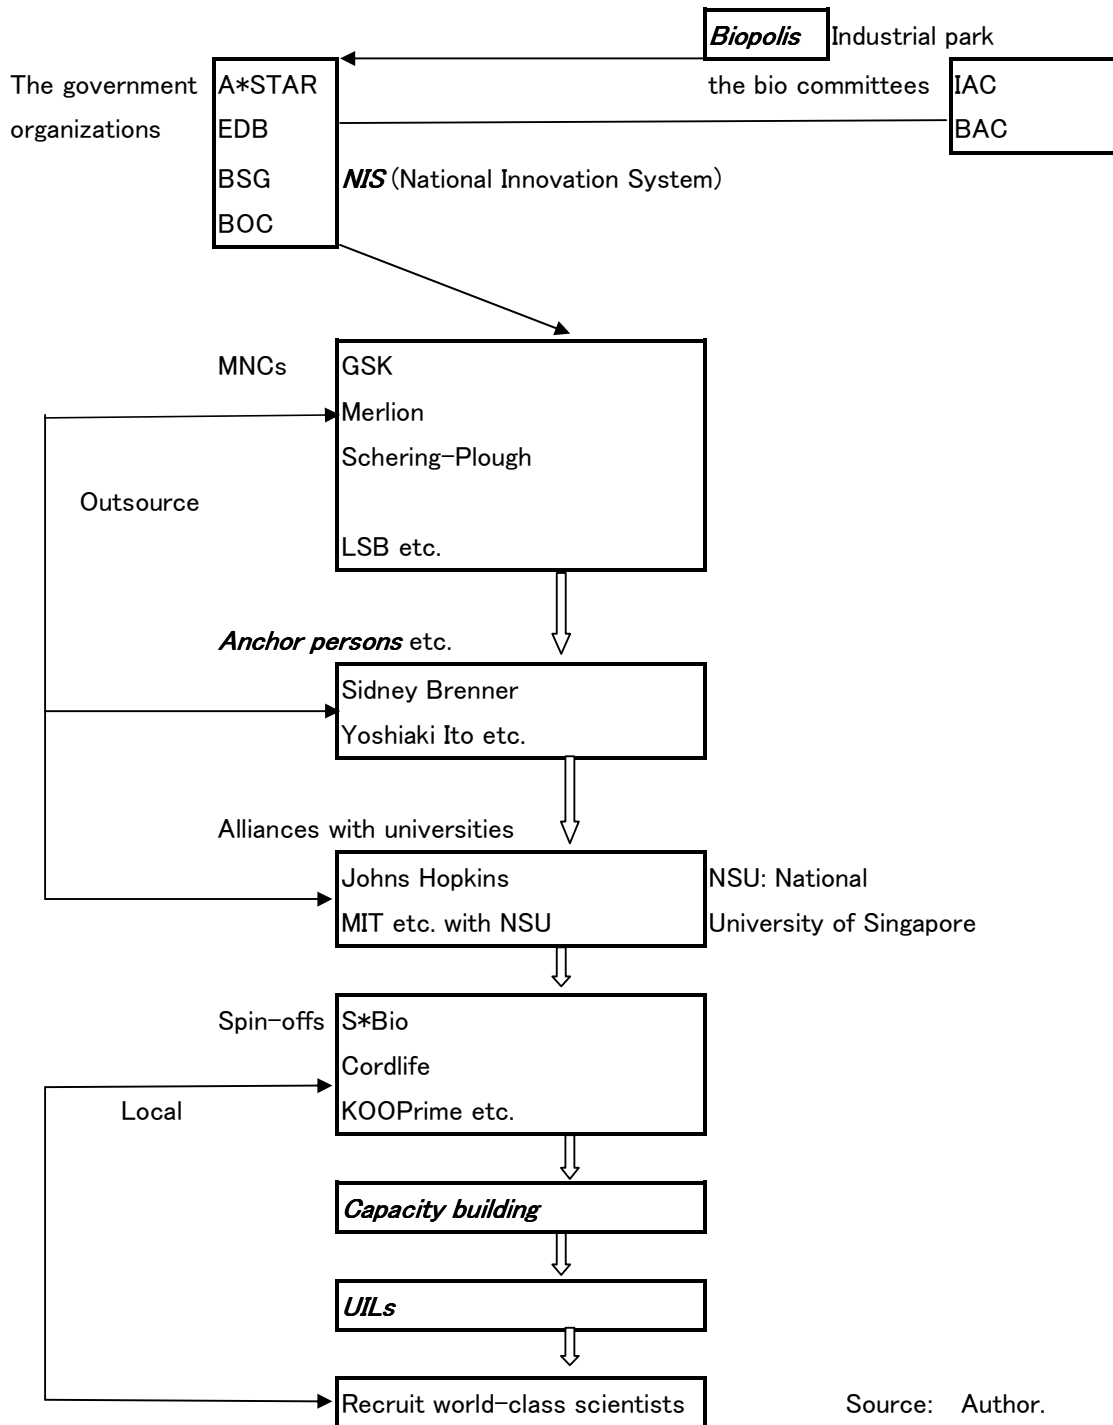 Biopolis Industrial park
The government A*STAR the bio committees IAC
organizations EDB BAC
BSG NIS (National Innovation System)
BOC
MNCs GSK
Merlion
Schering-Plough
Outsource
LSB etc.
Anchor persons etc.
Sidney Brenner
Yoshiaki Ito etc.
Alliances with universities
Johns Hopkins NSU: National
MIT etc. with NSU University of Singapore
Spin-offs S*Bio
Cordlife
Local KOOPrime etc.
Capacity building
UILs
Recruit world-class scientists Source: Author.